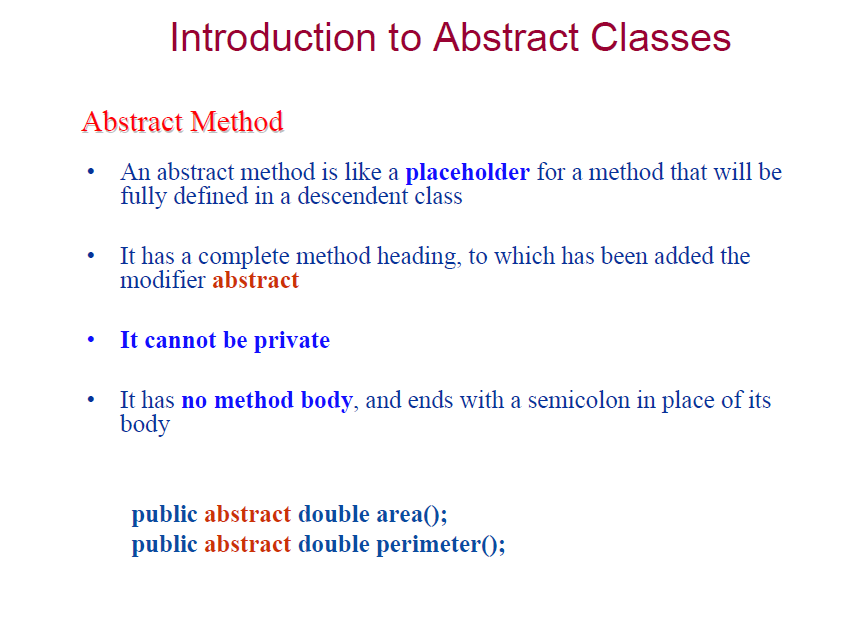 Introduction to Abstract Classes
Abstract Method
• An abstract method is like a placeholder for a method that will be
fully defined in a descendent class
• It has a complete method heading, to which has been added the
modifier abstract
• It cannot be private
• It has no method body, and ends with a semicolon in place of its
body
public abstract double area();
public abstract double perimeter();